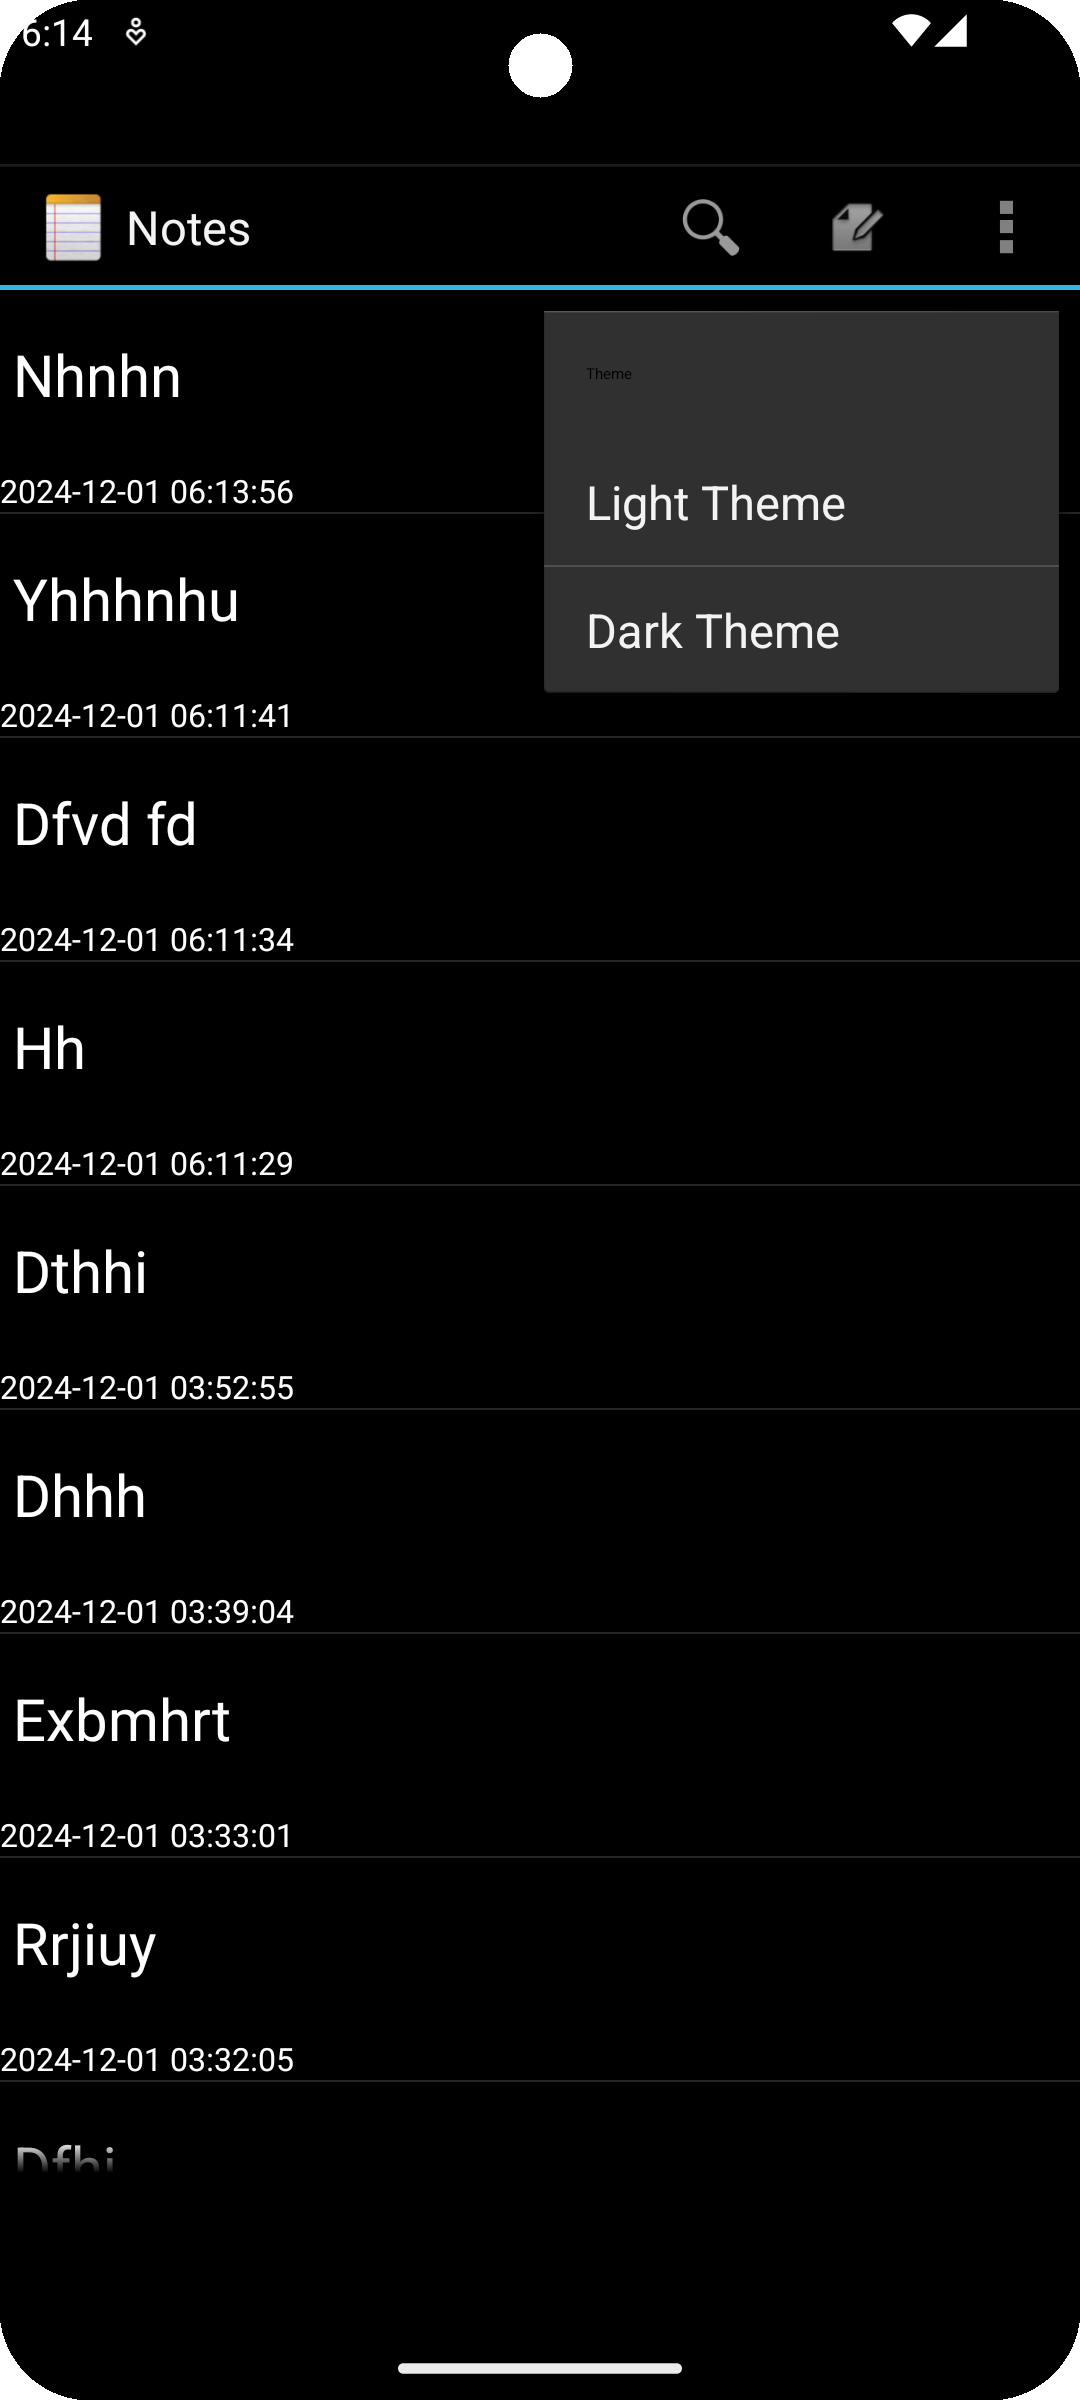 6:14
Notes
Theme
Light Theme
Dark Theme
Nhnhn
2024-12-01 06:13:56
Yhhhnhu
2024-12-01 06:11:41
Dfvd fd
2024-12-01 06:11:34
Hh
2024-12-01 06:11:29
Dthhi
2024-12-01 03:52:55
Dhhh
2024-12-01 03:39:04
Exbmhrt
2024-12-01 03:33:01
Rrjiuy
2024-12-01 03:32:05